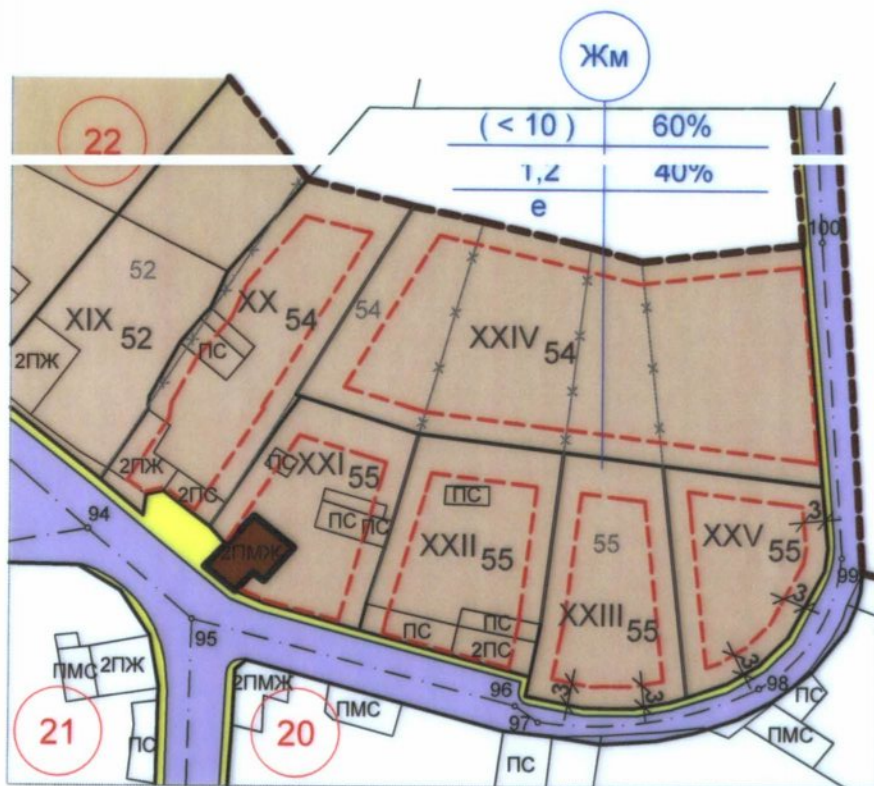 Жм
( < 10 ) 60%
1,2 40%
е
22
100
52
XX 54
54
XIX 52
XXIV 54
ПС
2ПЖ
2ПЖ
2ПС
ПС
XXI 55
ПС
ПС
ПС
XXII 55
55
XXV 55
3
94
2ПМЖ
99
3
XXIII 55
ПС
ПС
2ПС
95
3
98
3
3
96
97
ПМС
2ПЖ
2ПМЖ
ПМС
ПС
ПМС
21
ПС
20
ПС